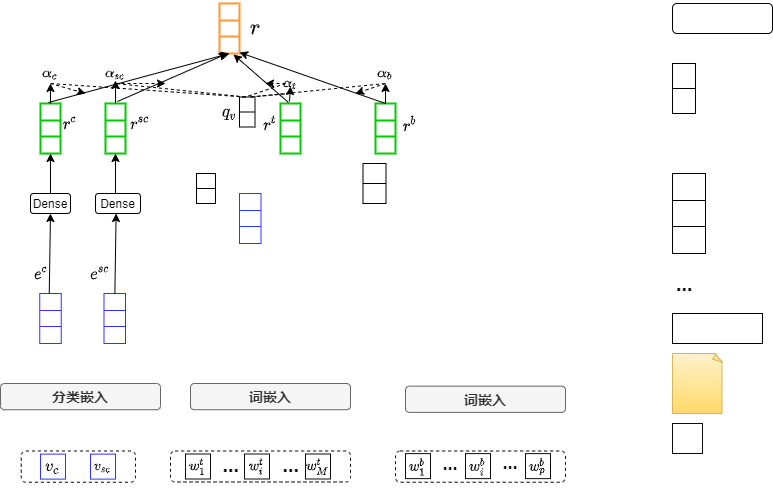 r
α_c α_sc α_t α_b
q_v
r^c r^sc r^t r^b
Dense Dense
e^c e^sc
...
分类嵌入 词嵌入 词嵌入
v_c v_sc w_1^t ... w_i^t ... w_M^t w_1^b ... w_i^b ... w_p^b